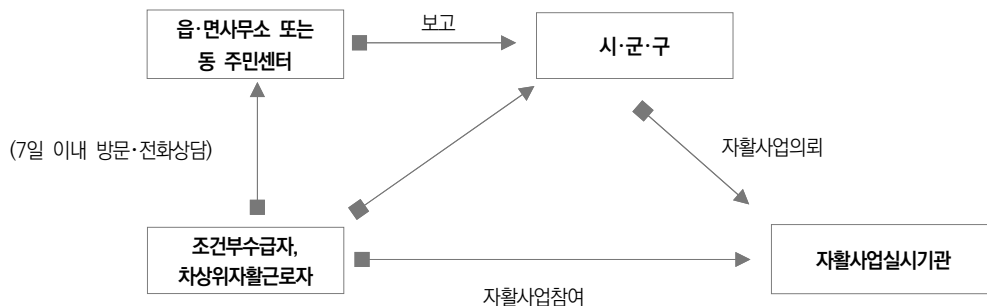 읍·면사무소 또는
동 주민센터
보고
시·군·구
(7일 이내 방문·전화상담)
자활사업의뢰
조건부수급자,
차상위자활근로자
자활사업실시기관
자활사업참여